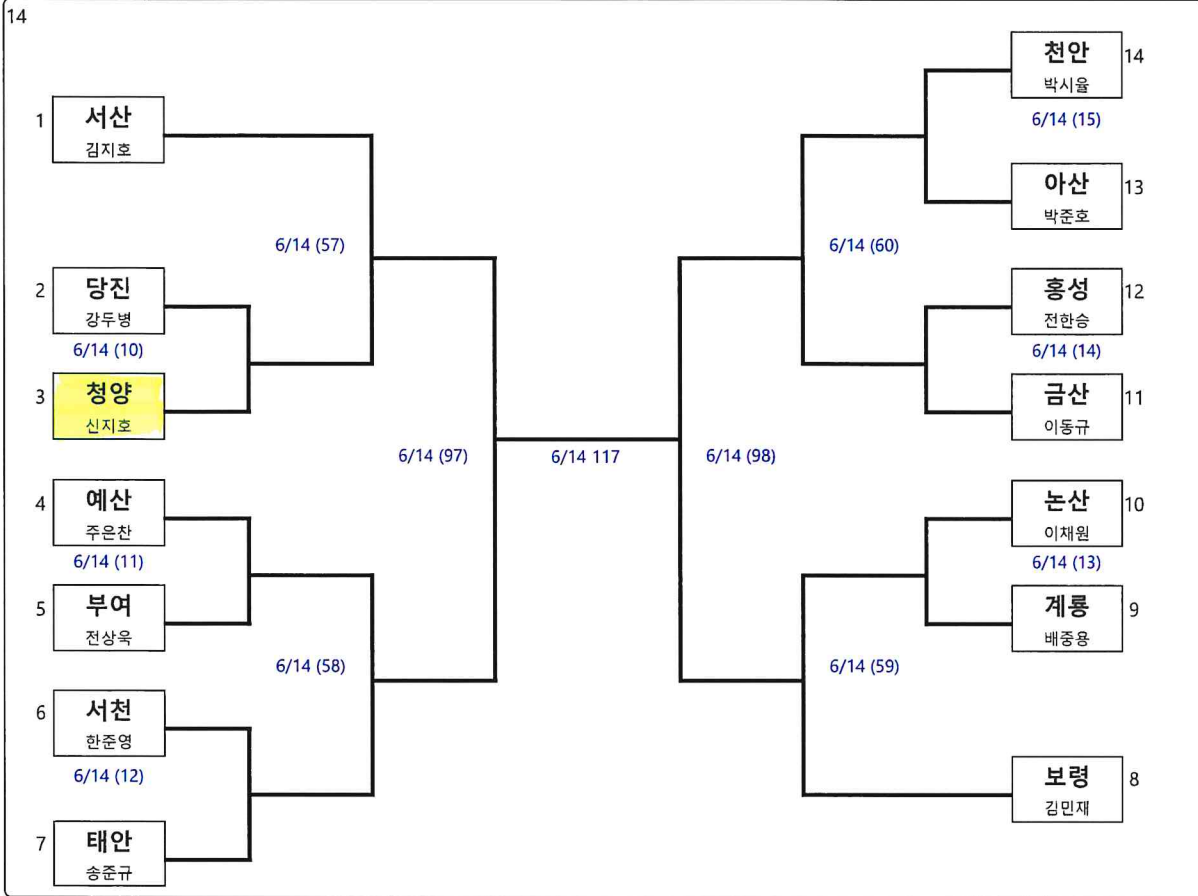 14
1
서산
김지호
6/14 (57)
2
당진
강두병
6/14 (10)
3
청양
신지호
6/14 (97)
4
예산
주은찬
6/14 (11)
5
부여
전상욱
6/14 (58)
6
서천
한준영
6/14 (12)
7
태안
송준규
6/14 117
천안
14
박시율
6/14 (15)
아산
13
박준호
6/14 (60)
홍성
12
전한승
6/14 (14)
금산
11
이동규
6/14 (98)
논산
10
이채원
6/14 (13)
계룡
9
배중용
6/14 (59)
보령
8
김민재